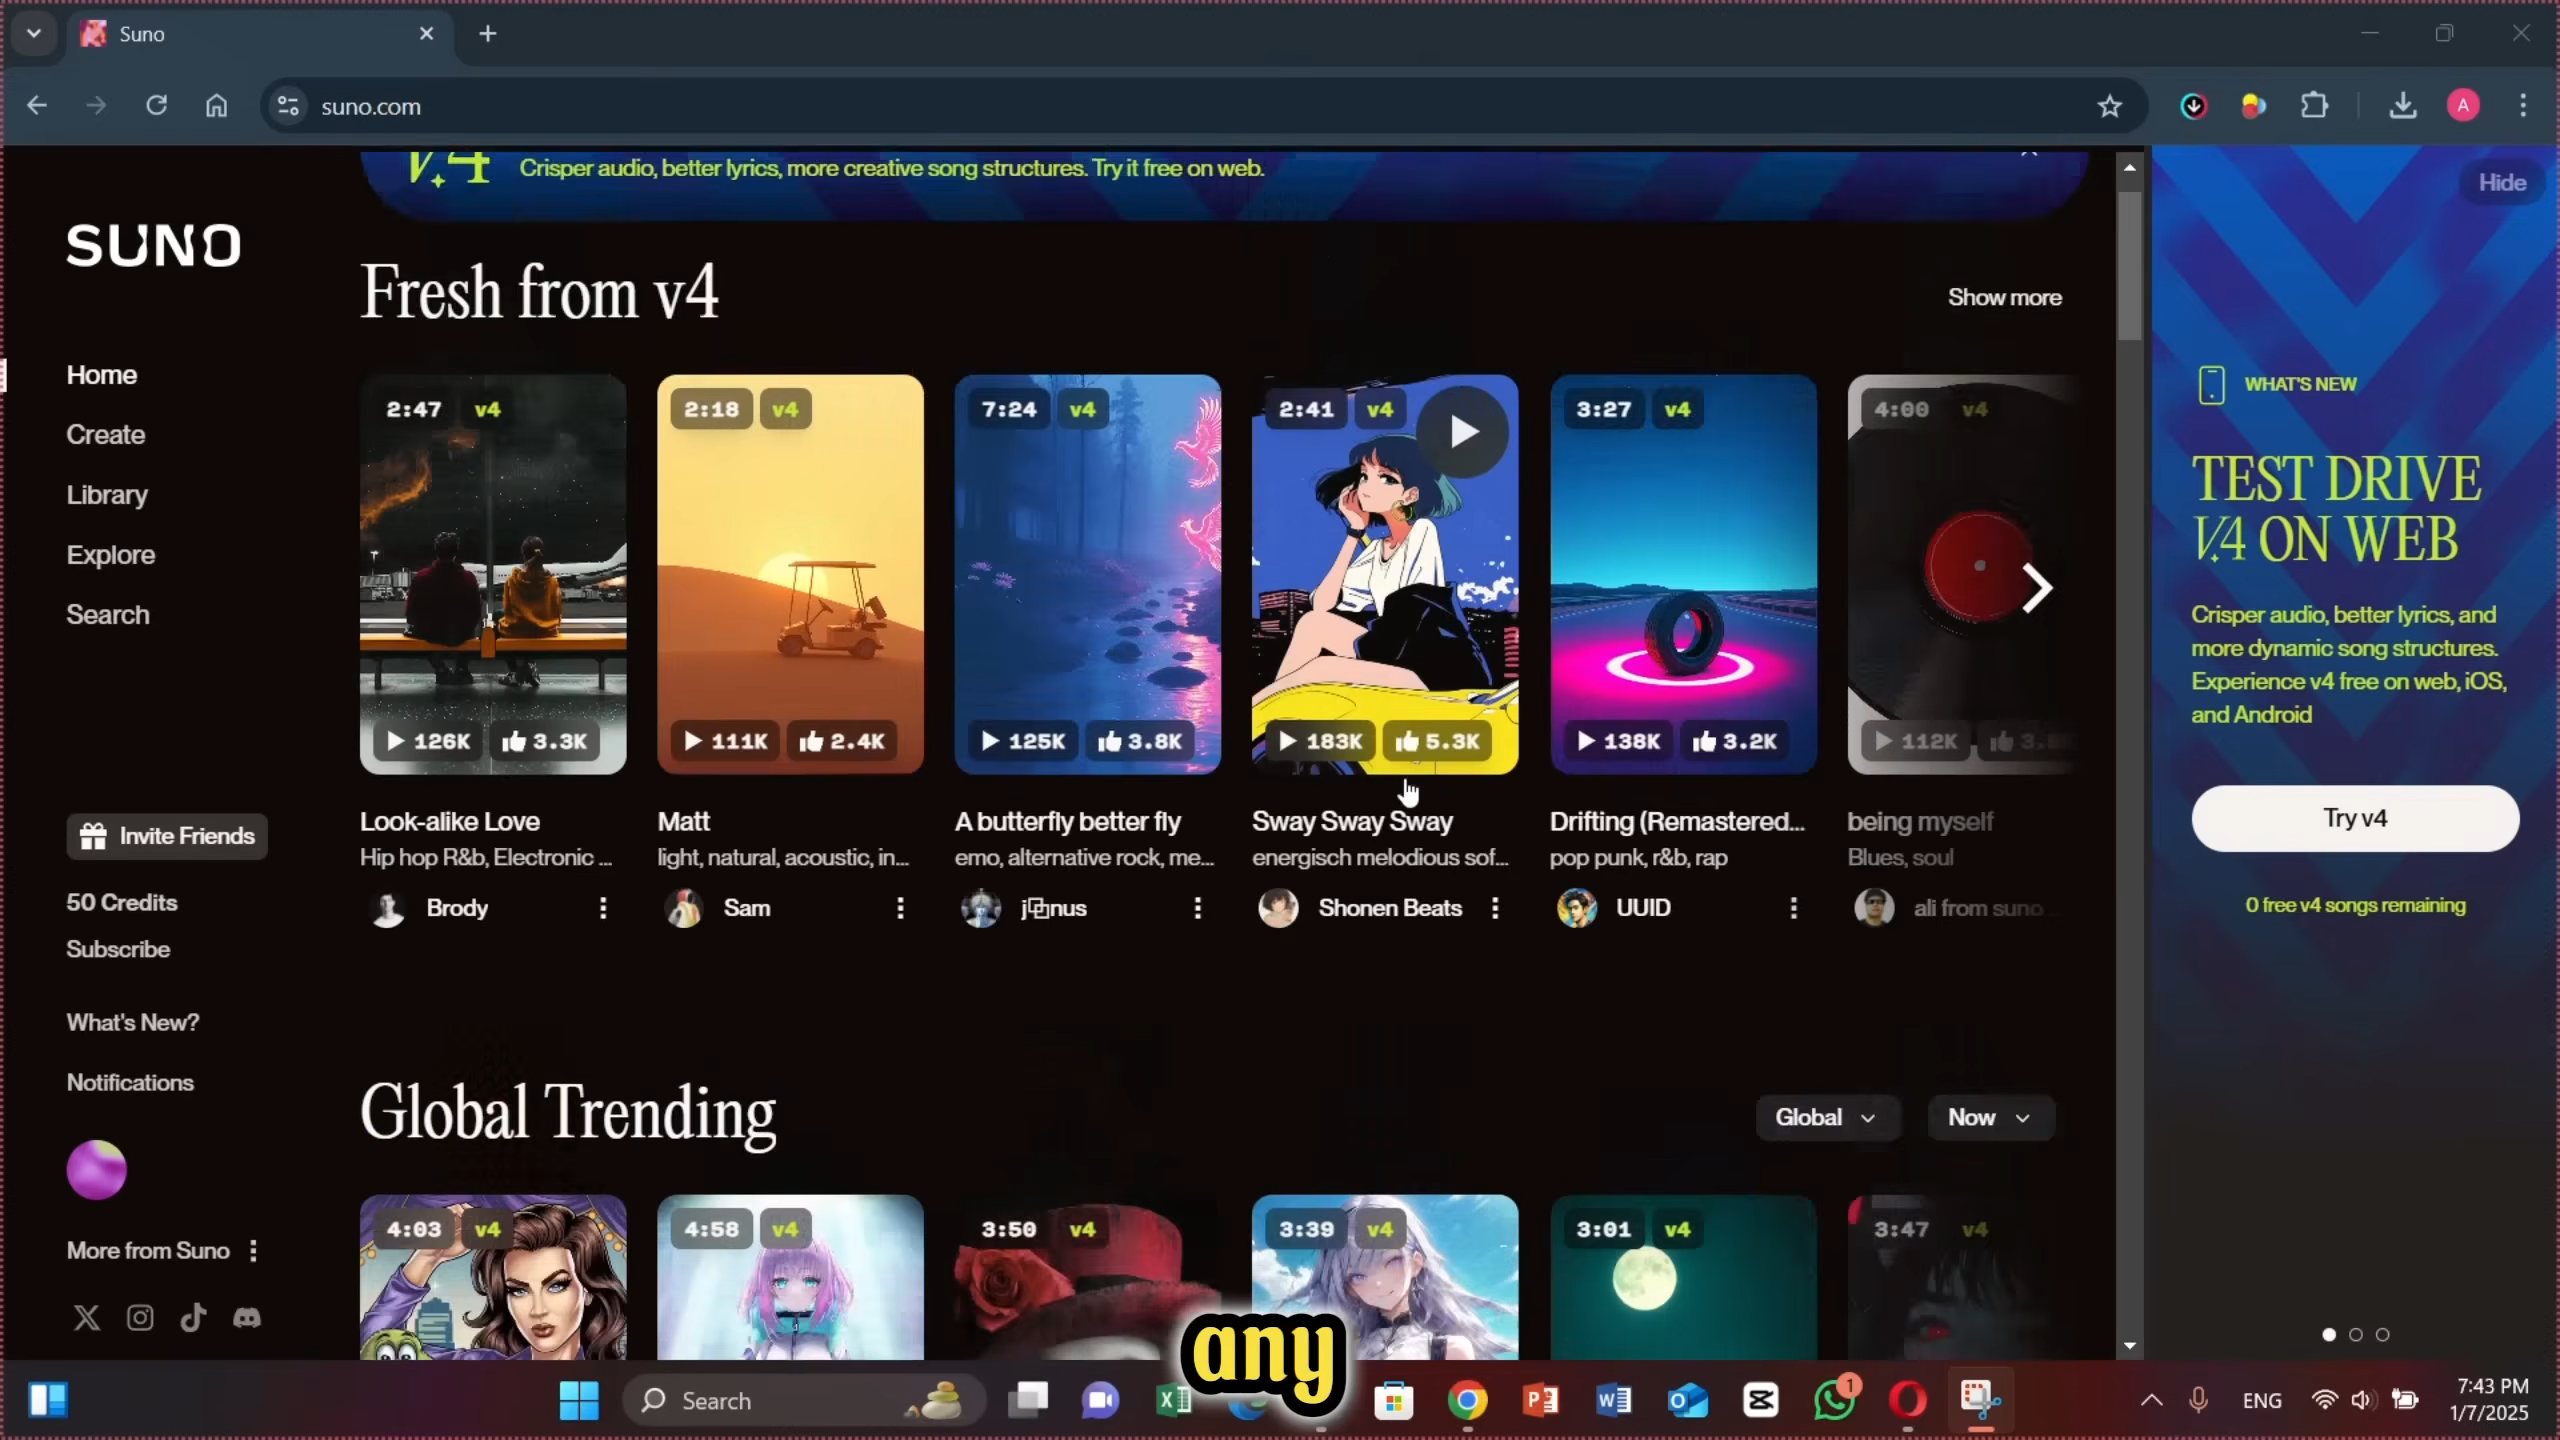 Suno
suno.com
v4
Crisper audio, better lyrics, more creative song structures. Try it free on web.
Hide
SUNO
Home
Create
Library
Explore
Search
Invite Friends
50 Credits
Subscribe
What's New?
Notifications
More from Suno
Fresh from v4
Show more
2:47 v4
126K 3.3K
Look-alike Love
Hip hop R&b, Electronic ...
Brody
2:18 v4
111K 2.4K
Matt
light, natural, acoustic, in...
Sam
7:24 v4
125K 3.8K
A butterfly better fly
emo, alternative rock, me...
2:41 v4
183K 5.3K
Sway Sway Sway
energisch melodious sof...
Shonen Beats
3:27 v4
138K 3.2K
Drifting (Remastered...
pop punk, r&b, rap
UUID
4:00 v4
112K
being myself
Blues, soul
ali from suno
Global Trending
Global
Now
4:03 v4
4:58 v4
3:50 v4
3:39 v4
3:01 v4
3:47 v4
WHAT'S NEW
TEST DRIVE
V4 ON WEB
Crisper audio, better lyrics, and
more dynamic song structures.
Experience v4 free on web, iOS,
and Android
Try v4
0 free v4 songs remaining
any
Search
1
ENG
7:43 PM
1/7/2025
A